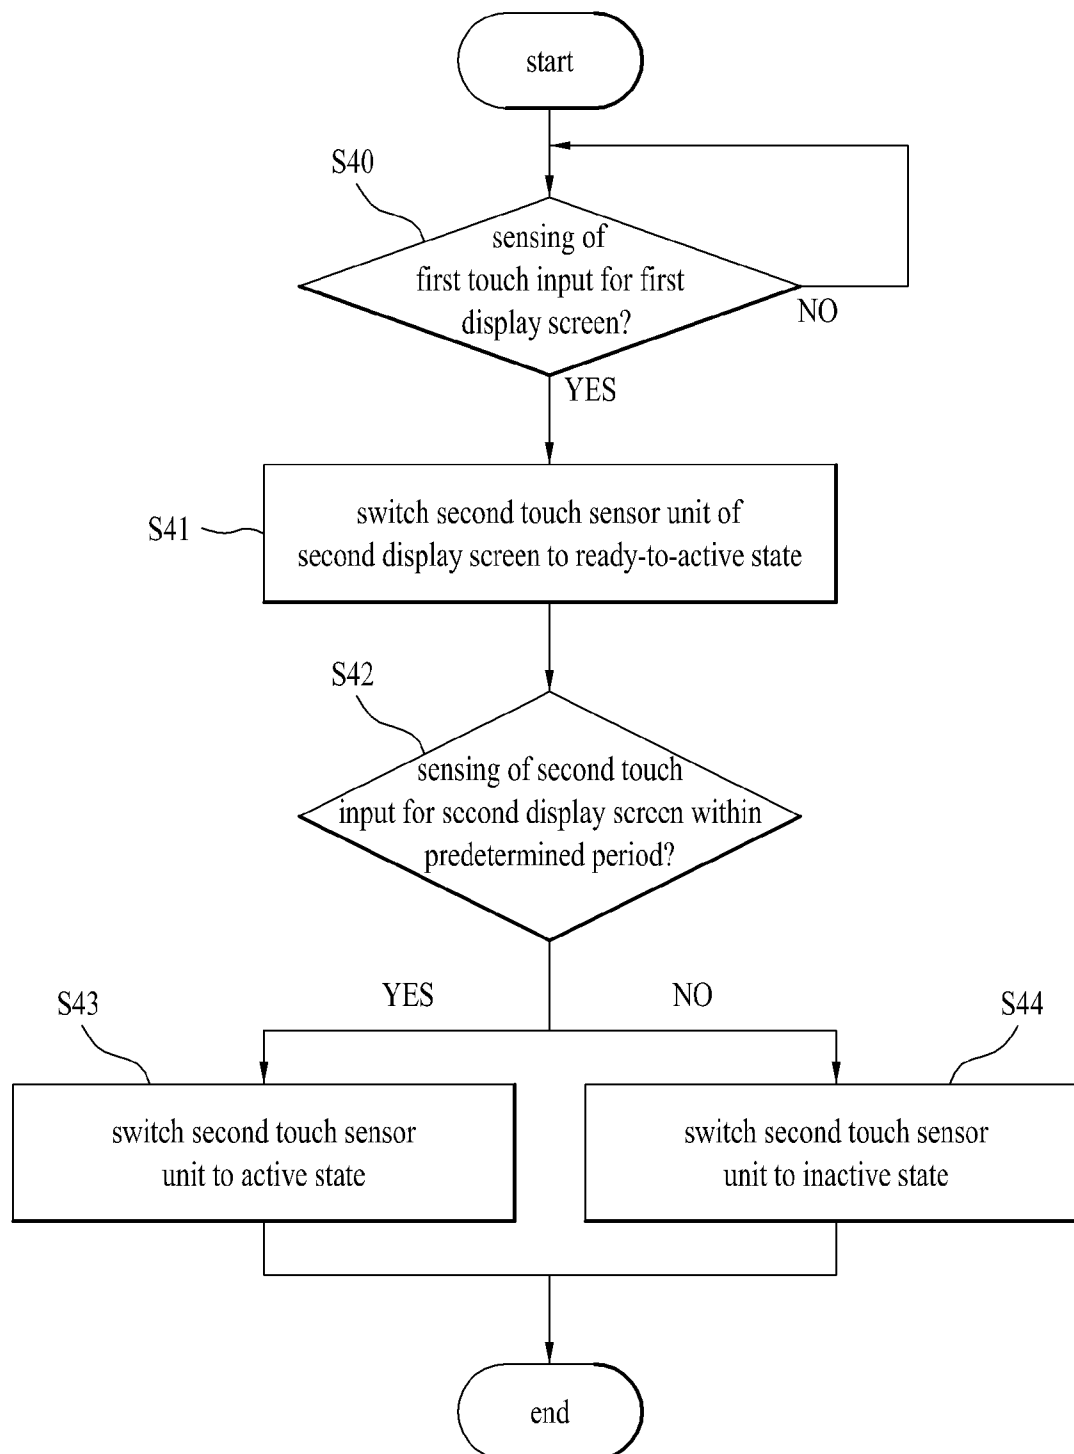 start
S40
sensing of
first touch input for first
display screen?
NO
YES
S41
switch second touch sensor unit of
second display screen to ready-to-active state
S42
sensing of second touch
input for second display screen within
predetermined period?
YES
NO
S43
S44
switch second touch sensor
unit to active state
switch second touch sensor
unit to inactive state
end